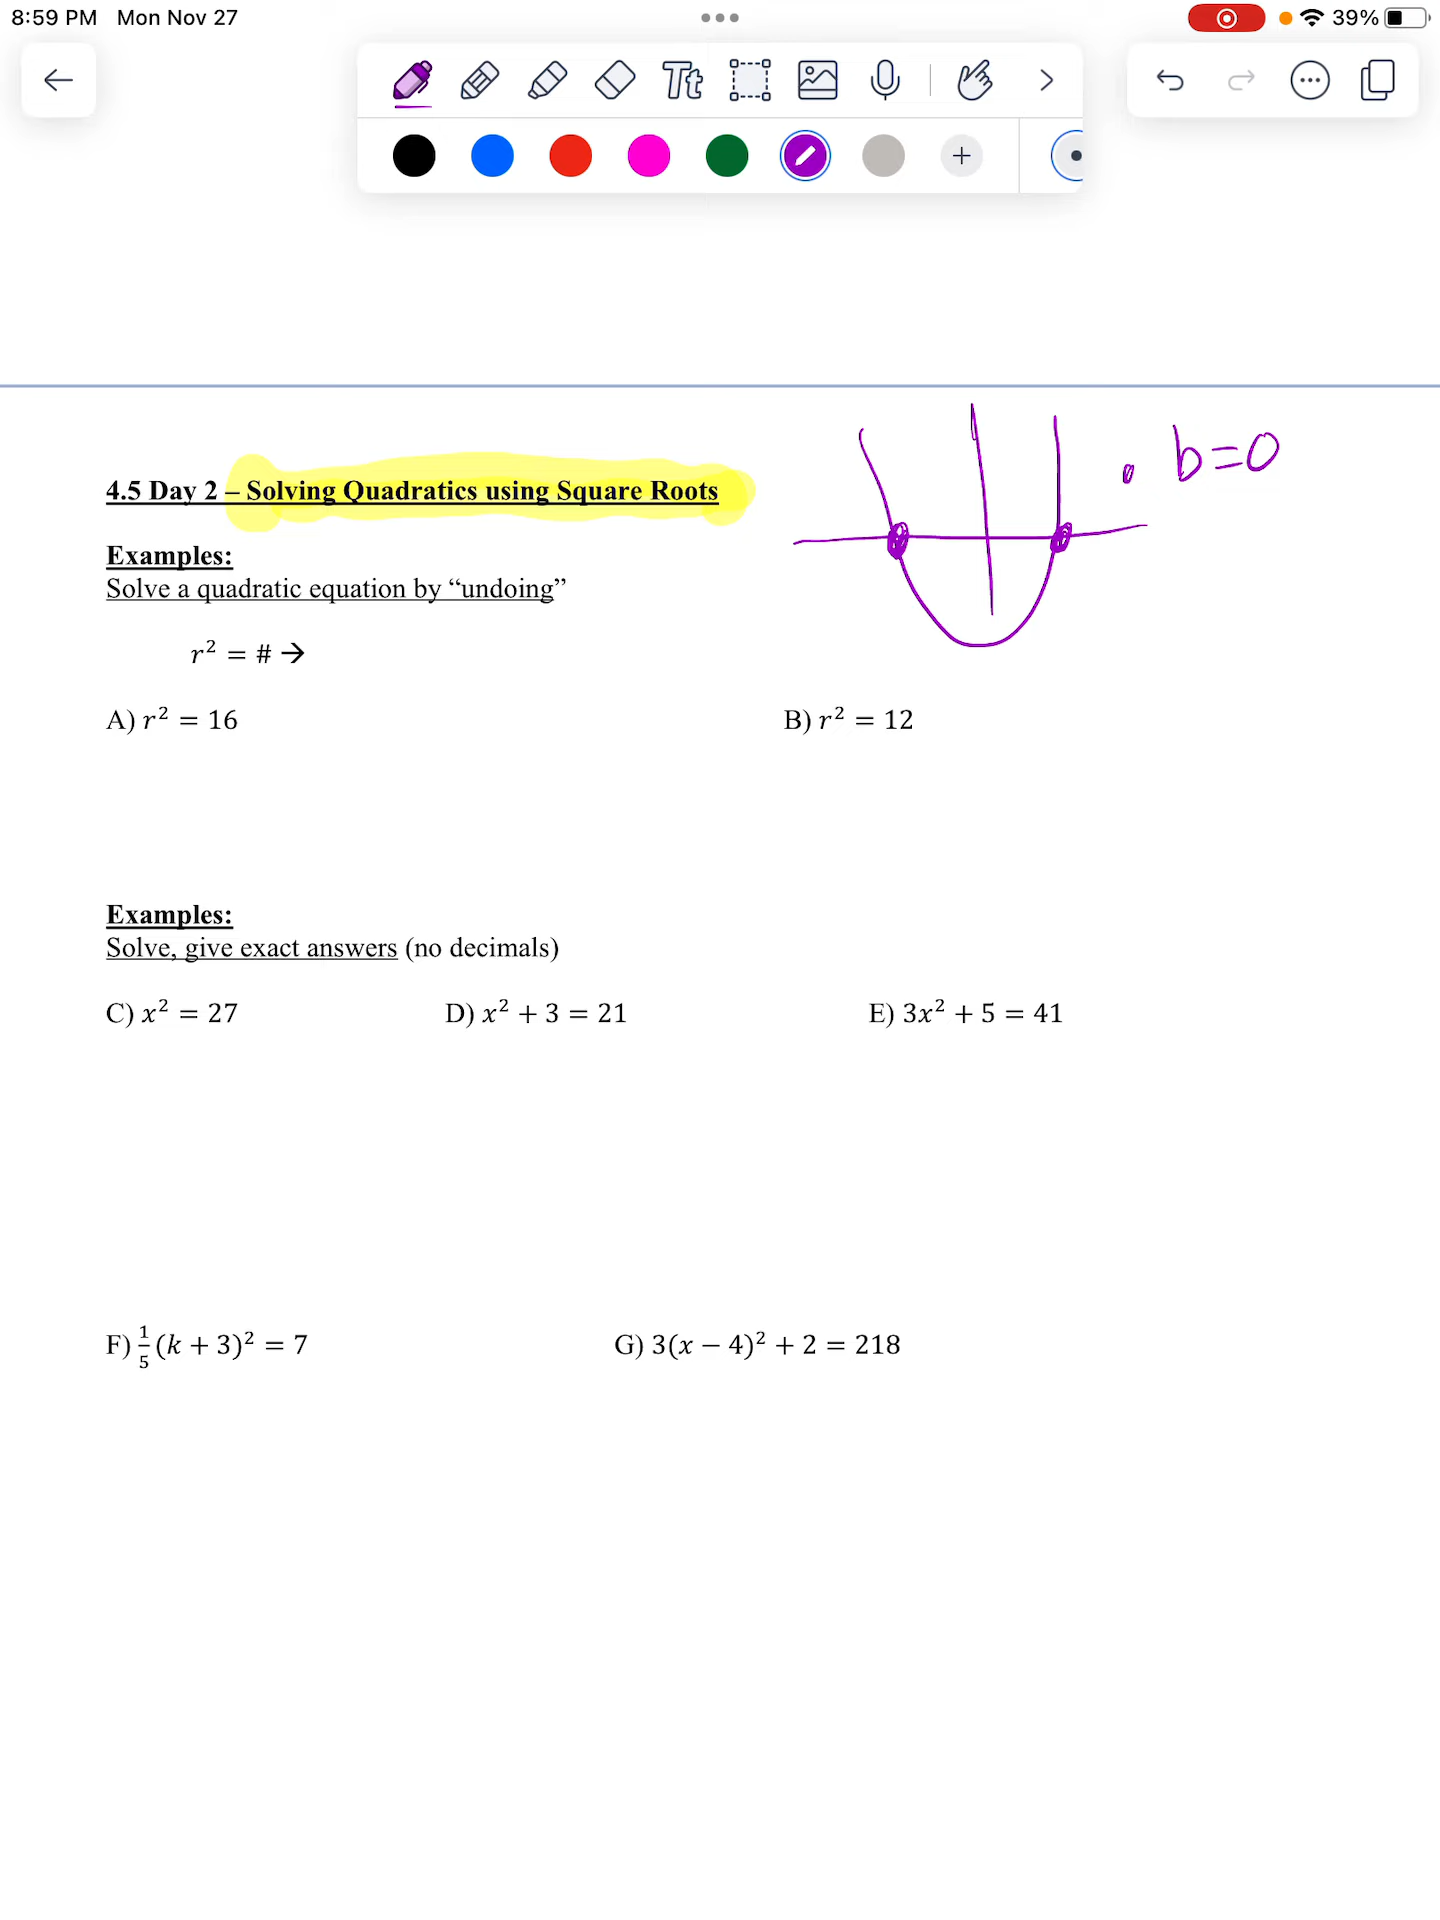 8:59 PM Mon Nov 27
39%
Tt
b=0
4.5 Day 2 – Solving Quadratics using Square Roots
Examples:
Solve a quadratic equation by “undoing”
r² = # →
A) r² = 16
B) r² = 12
Examples:
Solve, give exact answers (no decimals)
C) x² = 27
D) x² + 3 = 21
E) 3x² + 5 = 41
F) 1/5 (k + 3)² = 7
G) 3(x − 4)² + 2 = 218